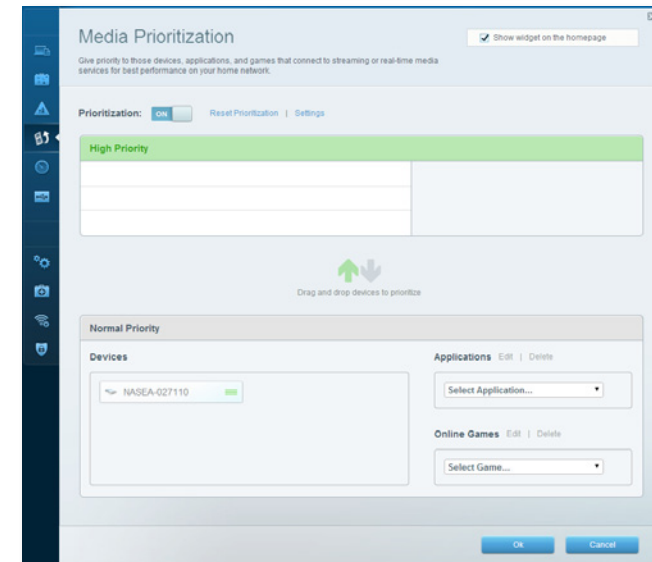 Media Prioritization
Show widget on the homepage
Give priority to those devices, applications, and games that connect to streaming or real-time media
services for best performance on your home network.
Prioritization: ON Reset Prioritization | Settings
High Priority
Drag and drop devices to prioritize
Normal Priority
Devices
NASEA-027110
Applications Edit | Delete
Select Application...
Online Games Edit | Delete
Select Game...
Ok Cancel